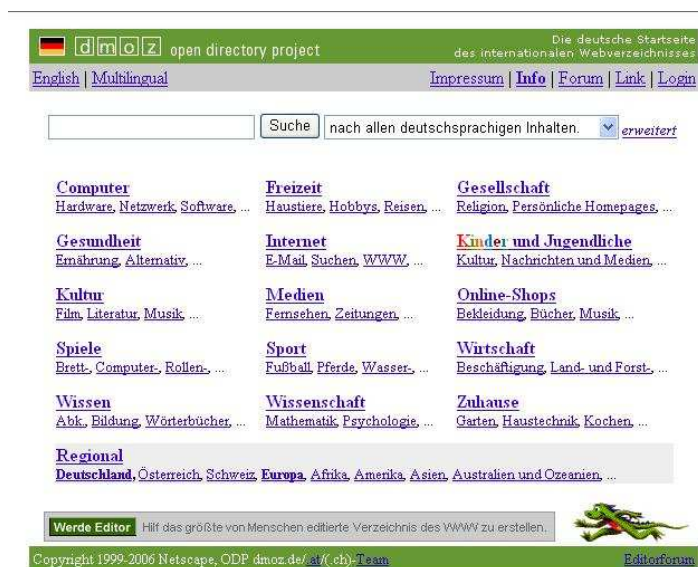 dmoz open directory project
Die deutsche Startseite
des internationalen Webverzeichnisses
English | Multilingual
Impressum | Info | Forum | Link | Login
Suche nach allen deutschsprachigen Inhalten. erweitert
Computer
Hardware, Netzwerk, Software, ...
Freizeit
Haustiere, Hobbys, Reisen, ...
Gesellschaft
Religion, Persönliche Homepages, ...
Gesundheit
Ernährung, Alternativ, ...
Internet
E-Mail, Suchen, WWW, ...
Kinder und Jugendliche
Kultur, Nachrichten und Medien, ...
Kultur
Film, Literatur, Musik, ...
Medien
Fernsehen, Zeitungen, ...
Online-Shops
Bekleidung, Bücher, Musik, ...
Spiele
Brett-, Computer-, Rollen-, ...
Sport
Fußball, Pferde, Wasser-, ...
Wirtschaft
Beschäftigung, Land- und Forst-, ...
Wissen
Abk., Bildung, Wörterbücher, ...
Wissenschaft
Mathematik, Psychologie, ...
Zuhause
Garten, Haustechnik, Kochen, ...
Regional
Deutschland, Österreich, Schweiz, Europa, Afrika, Amerika, Asien, Australien und Ozeanien, ...
Werde Editor Hilf das größte von Menschen editierte Verzeichnis des WWW zu erstellen.
Copyright 1999-2006 Netscape, ODP dmoz.de/.at/(.ch)-Team
Editorforum